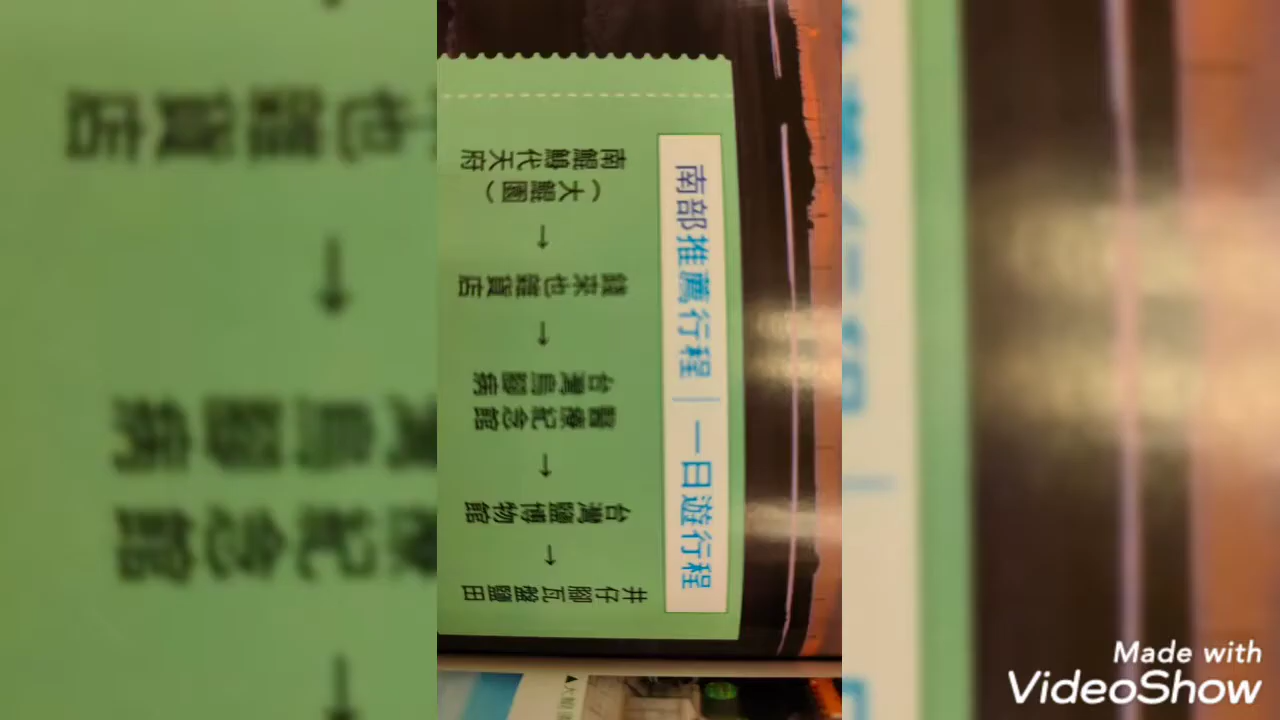 南部推薦行程｜一日遊行程
南鯤鯓代天府
（大鯤園）
↓
錢來也雜貨店
↓
台灣烏腳病
醫療紀念館
↓
台灣鹽博物館
↓
井仔腳瓦盤鹽田
Made with
VideoShow